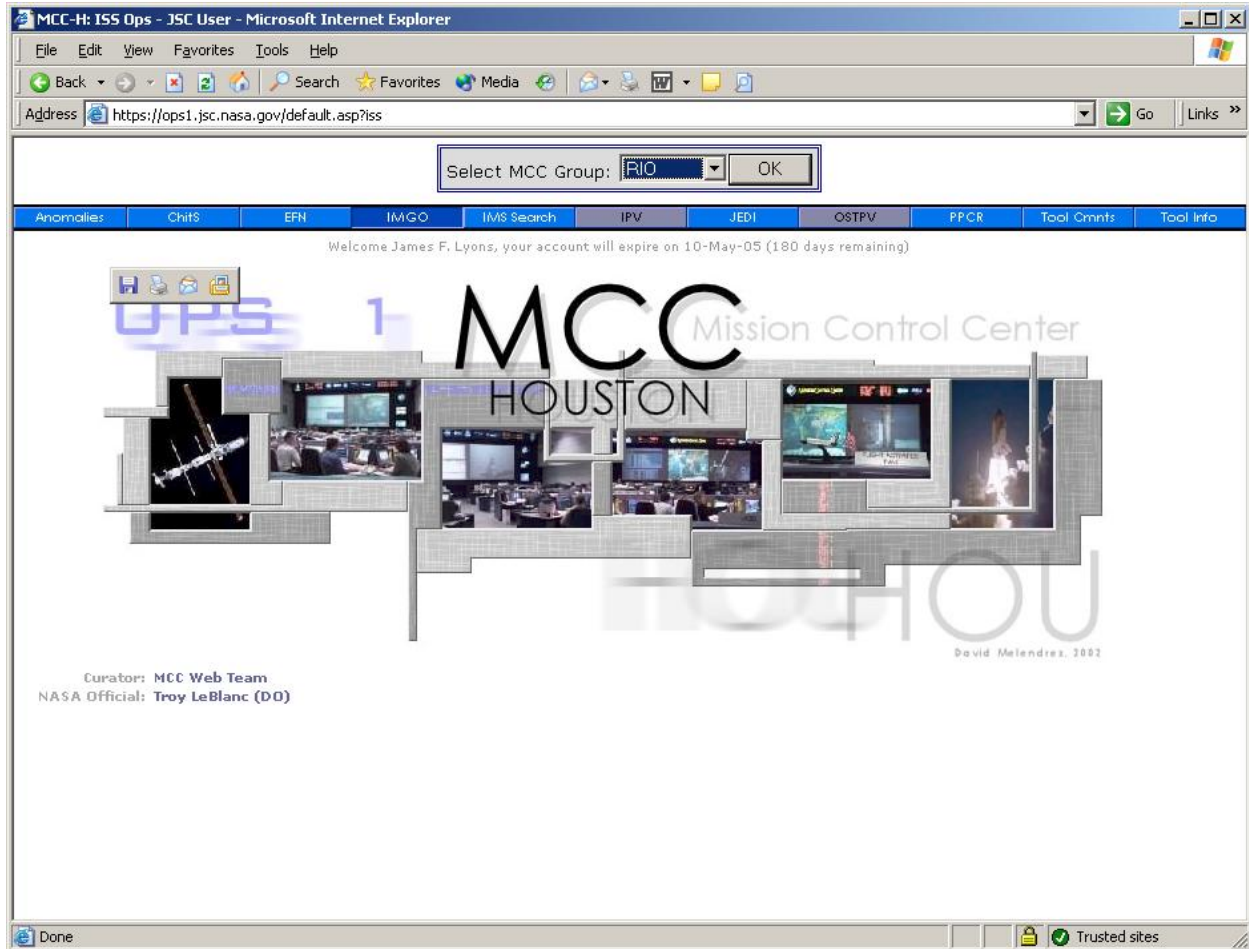 MCC-H: ISS Ops - JSC User - Microsoft Internet Explorer
File Edit View Favorites Tools Help
Back Search Favorites Media
Address https://ops1.jsc.nasa.gov/default.asp?iss Go Links »
Select MCC Group: RIO OK
Anomalies ChitS EFN IMGO IMS Search IPV JEDI OSTPV PPCR Tool Cmnts Tool Info
Welcome James F. Lyons, your account will expire on 10-May-05 (180 days remaining)
OPS 1 MCC Mission Control Center
HOUSTON
HOU
David Melendrez, 2002
Curator: MCC Web Team
NASA Official: Troy LeBlanc (DO)
Done Trusted sites